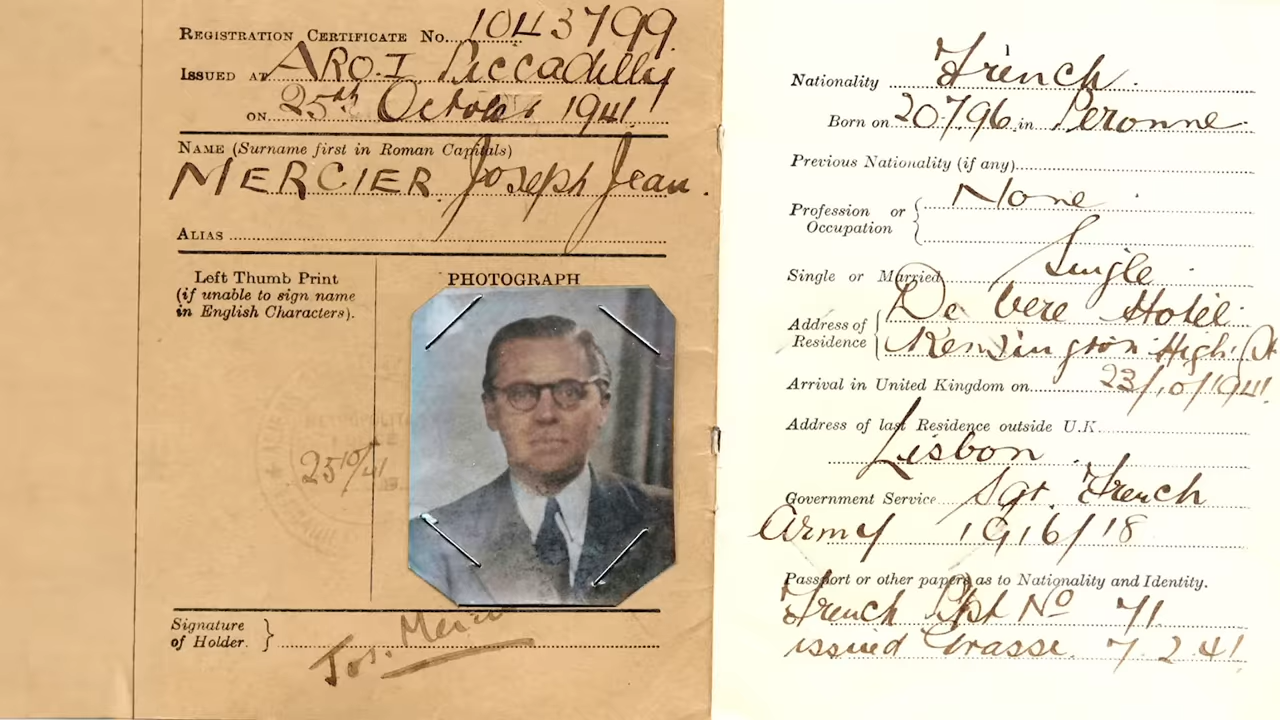 REGISTRATION CERTIFICATE No. 1043799
ISSUED AT ARO.I Piccadilly
ON 25th October 1941
NAME (Surname first in Roman Capitals)
MERCIER Joseph Jean.
ALIAS
Left Thumb Print
(if unable to sign name
in English Characters).
PHOTOGRAPH
25/10/41
Signature
of Holder.
Jos. Mercier
Nationality French.
Born on 20.7.96 in Peronne.
Previous Nationality (if any)
Profession or
Occupation
None
Single or Married Single
Address of
Residence
De Vere Hotel
Kensington High St
Arrival in United Kingdom on 23/10/1941.
Address of last Residence outside U.K.
Lisbon
Government Service Sgt. French
Army 1916/18
Passport or other papers as to Nationality and Identity.
French Ppt No 71
issued Grasse. 7.2.41